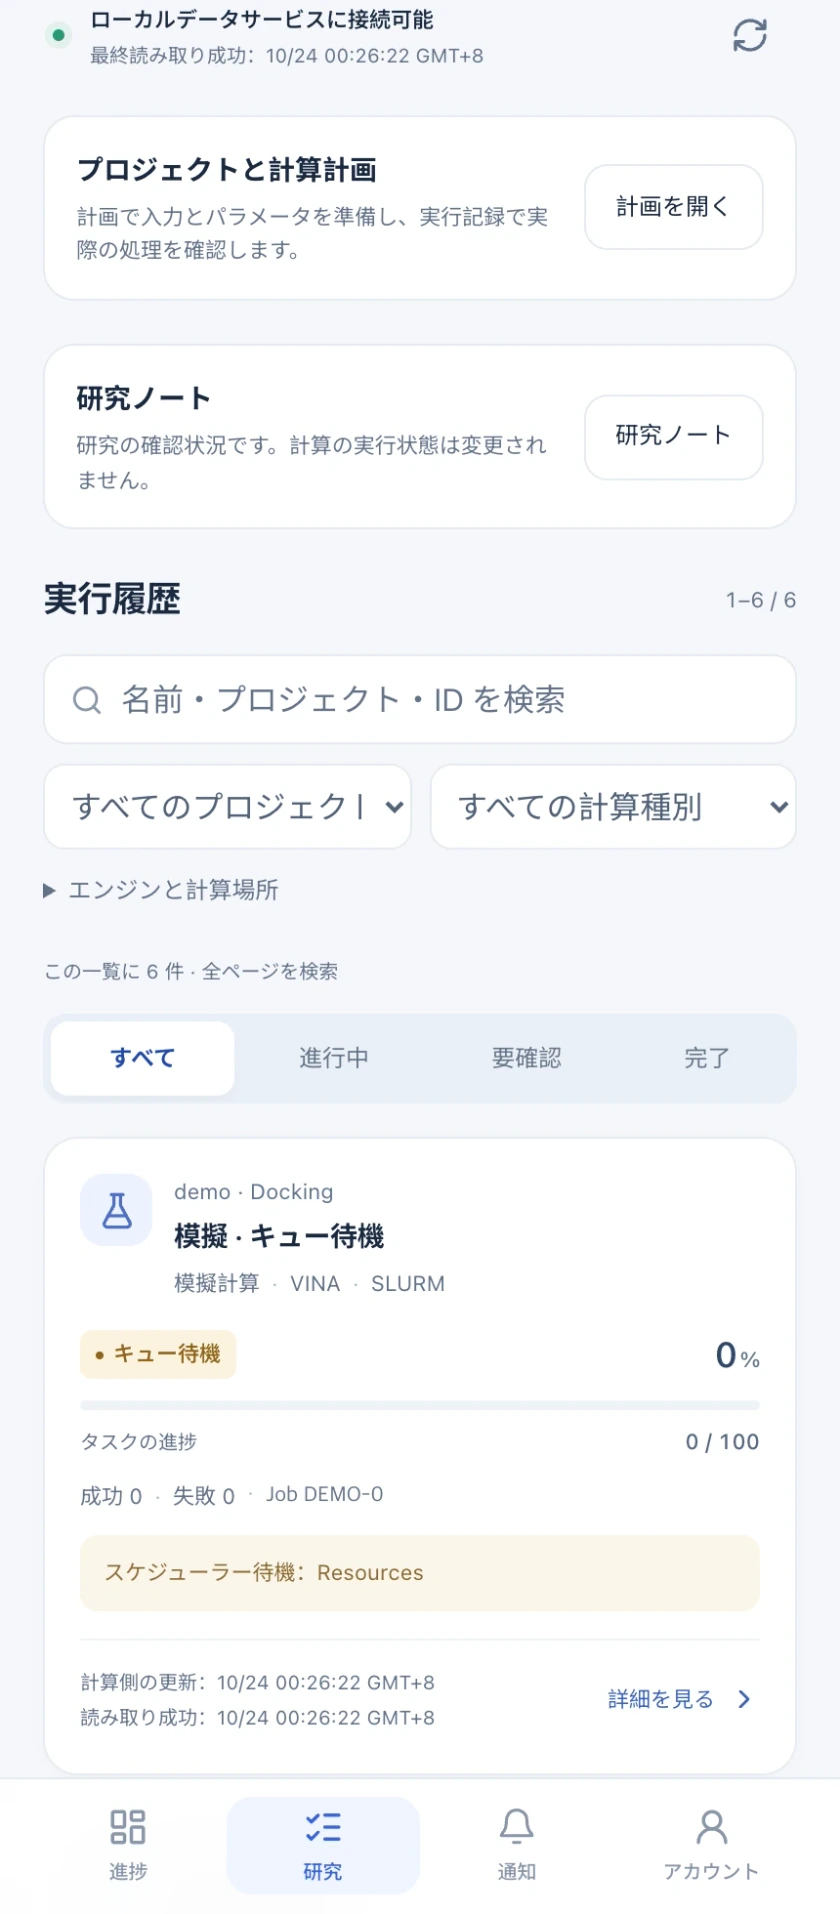 ローカルデータサービスに接続可能
最終読み取り成功：10/24 00:26:22 GMT+8
プロジェクトと計算計画
計画で入力とパラメータを準備し、実行記録で実
際の処理を確認します。
計画を開く
研究ノート
研究の確認状況です。計算の実行状態は変更され
ません。
研究ノート
実行履歴
1–6 / 6
名前・プロジェクト・ID を検索
すべてのプロジェクト
すべての計算種別
エンジンと計算場所
この一覧に 6 件 · 全ページを検索
すべて
進行中
要確認
完了
demo · Docking
模擬 · キュー待機
模擬計算 · VINA · SLURM
キュー待機
0%
タスクの進捗
0 / 100
成功 0 · 失敗 0 · Job DEMO-0
スケジューラー待機：Resources
計算側の更新：10/24 00:26:22 GMT+8
読み取り成功：10/24 00:26:22 GMT+8
詳細を見る
進捗
研究
通知
アカウント